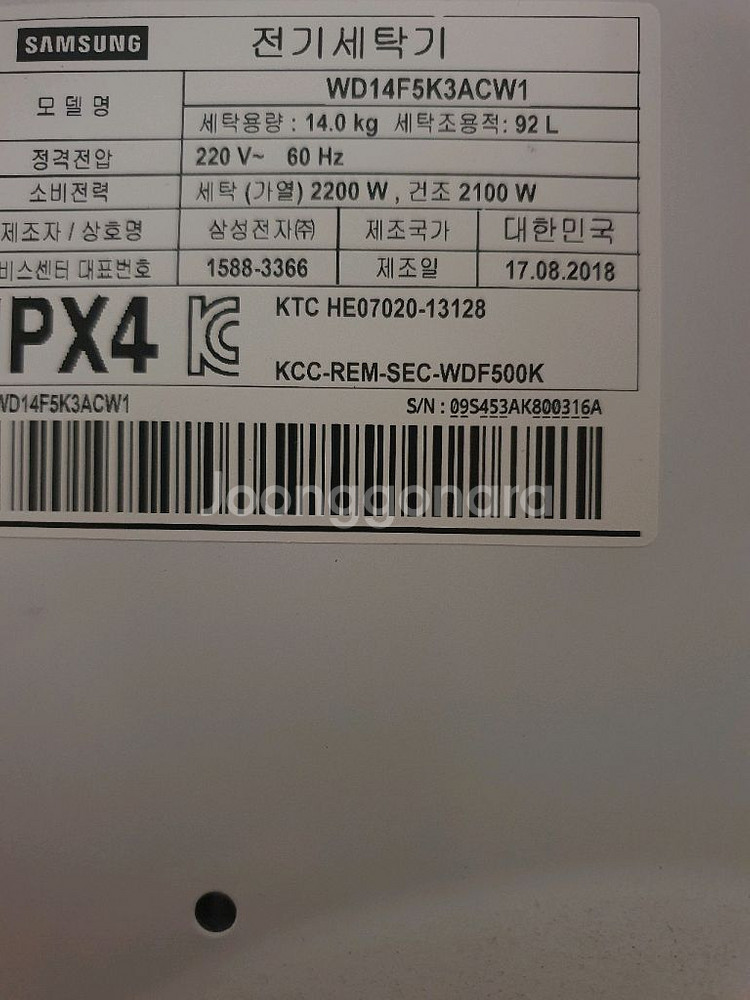 SAMSUNG 전기세탁기
모델명 WD14F5K3ACW1
세탁용량 : 14.0 kg 세탁조용적: 92 L
정격전압 220 V~ 60 Hz
소비전력 세탁 (가열) 2200 W , 건조 2100 W
제조자 / 상호명 삼성전자㈜ 제조국가 대한민국
비스센터 대표번호 1588-3366 제조일 17.08.2018
IPX4 KC KTC HE07020-13128
KCC-REM-SEC-WDF500K
WD14F5K3ACW1 S/N : 09S453AK800316A
Joonggonara